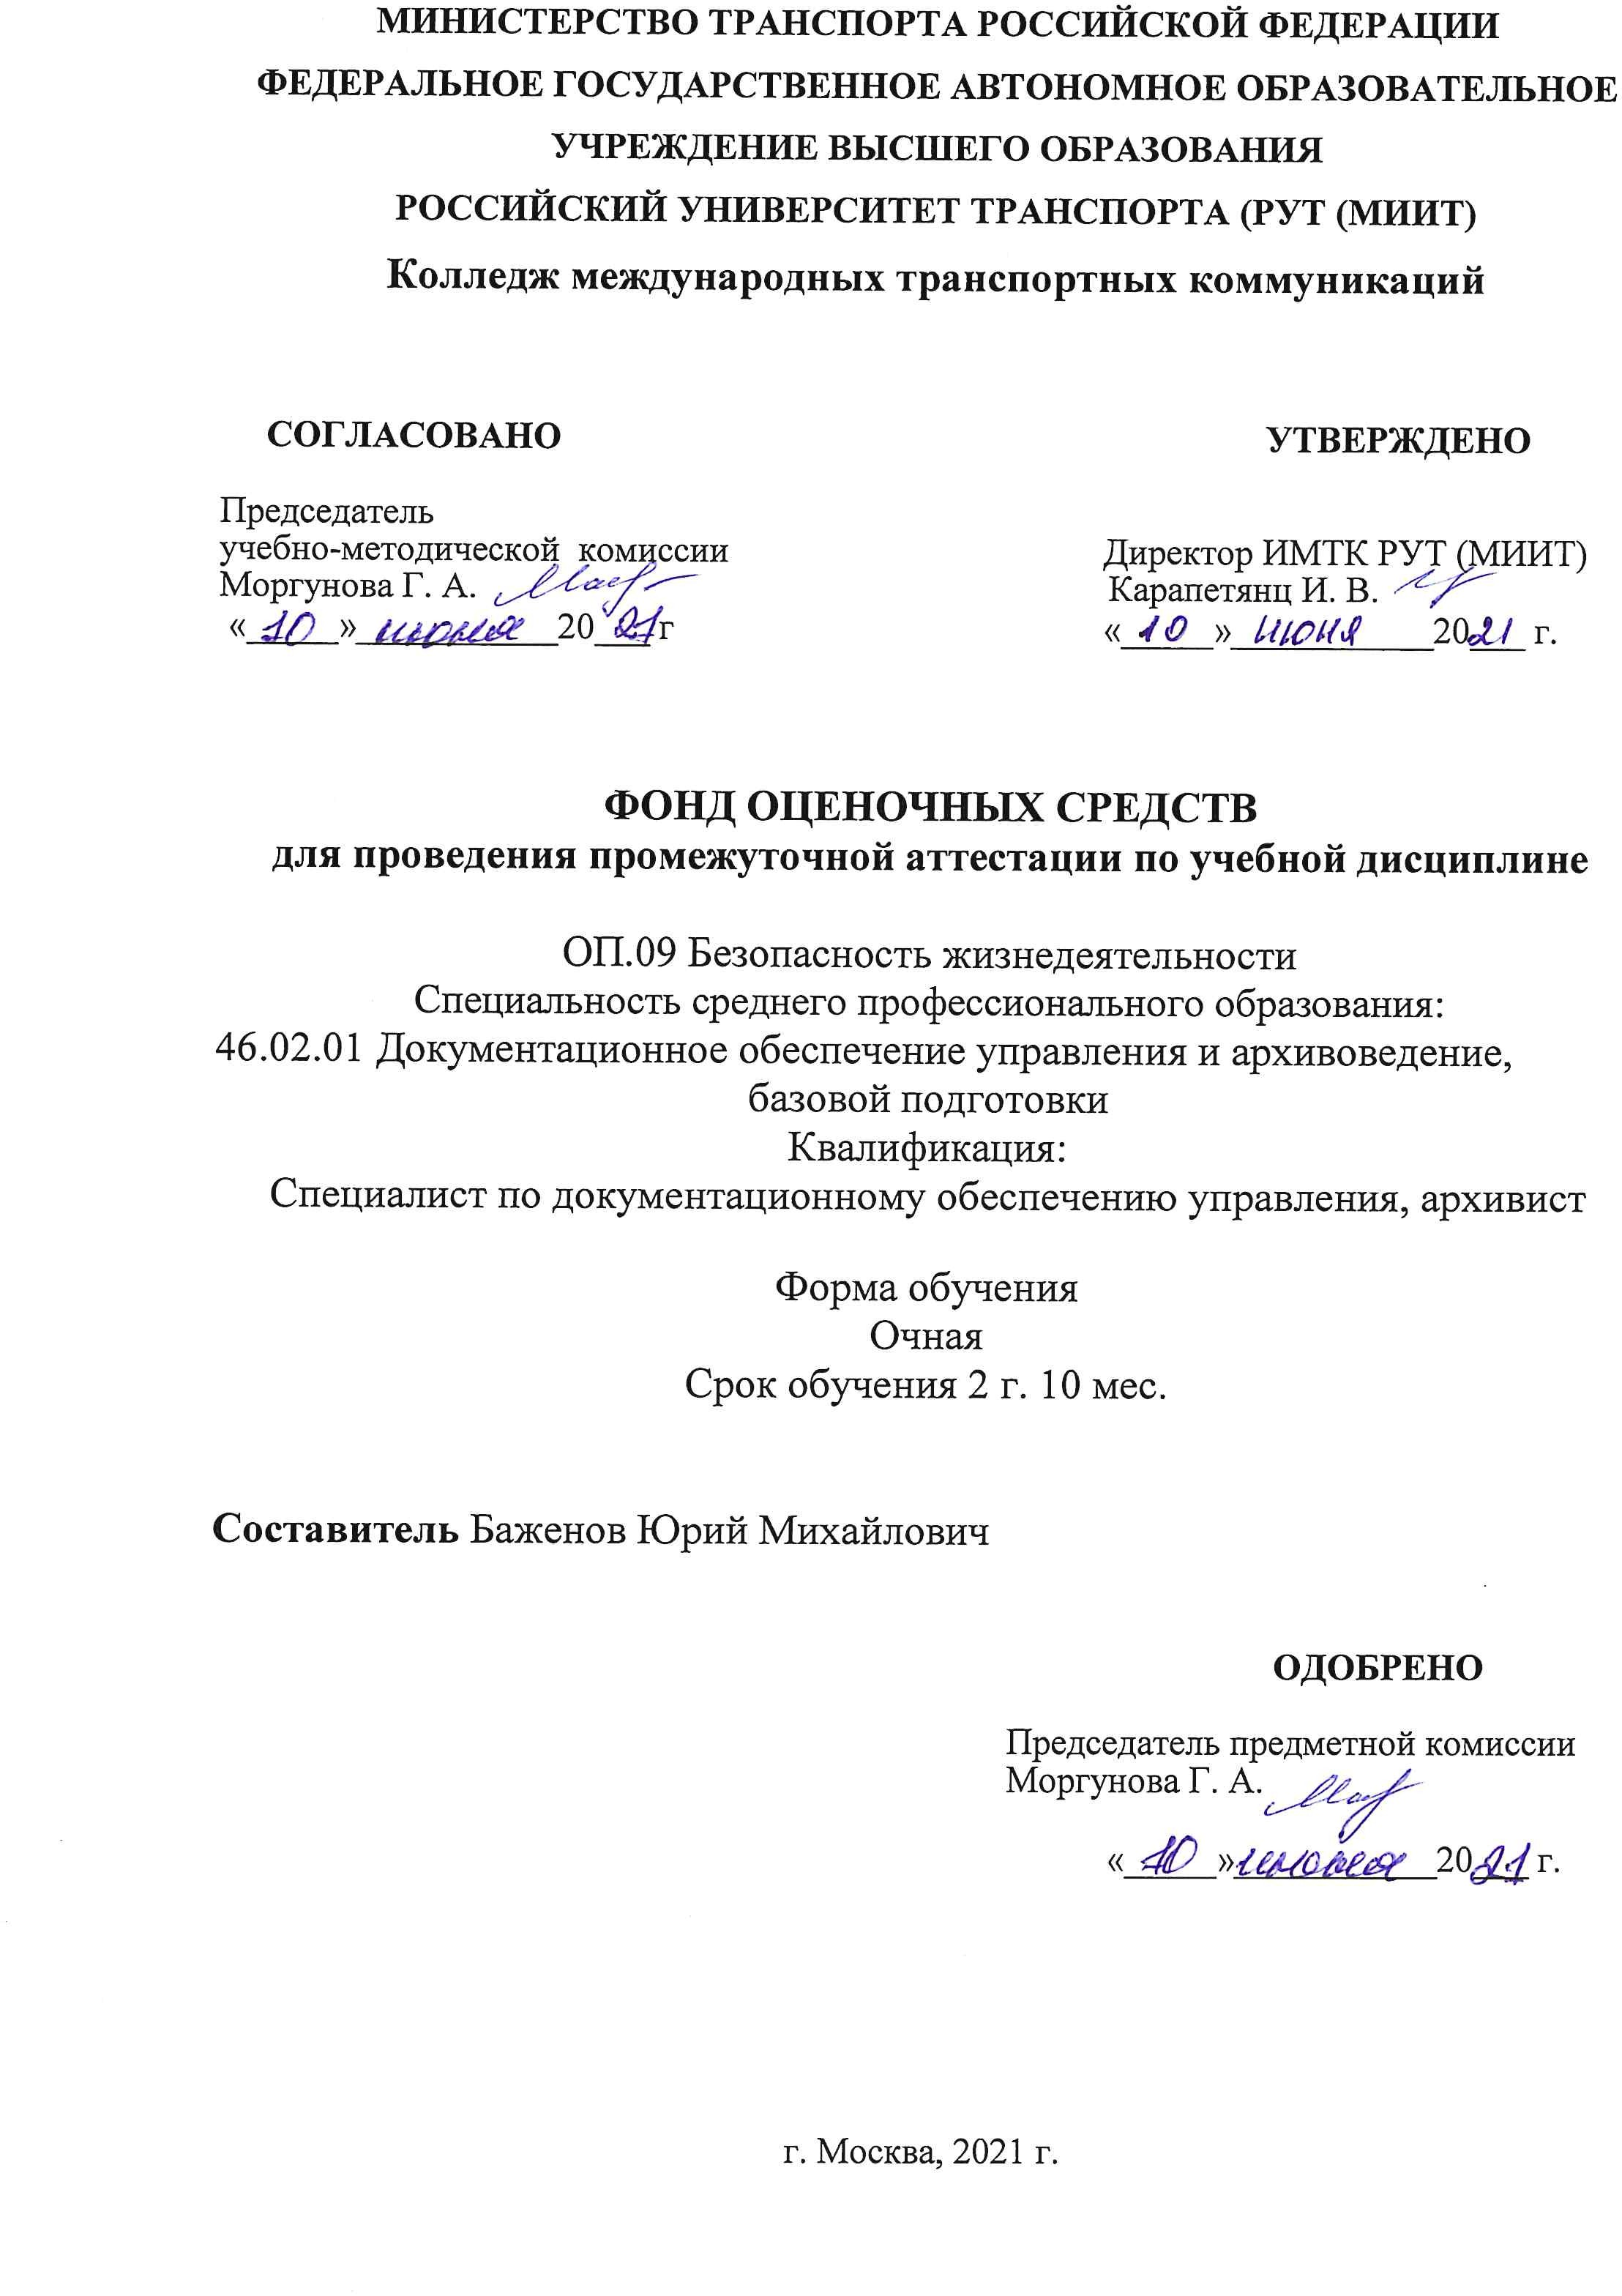 МИНИСТЕРСТВО ТРАНСПОРТА РОССИЙСКОЙ ФЕДЕРАЦИИ
ФЕДЕРАЛЬНОЕ ГОСУДАРСТВЕННОЕ АВТОНОМНОЕ ОБРАЗОВАТЕЛЬНОЕ
УЧРЕЖДЕНИЕ ВЫСШЕГО ОБРАЗОВАНИЯ
РОССИЙСКИЙ УНИВЕРСИТЕТ ТРАНСПОРТА (РУТ (МИИТ)
Колледж международных транспортных коммуникаций
СОГЛАСОВАНО
Председатель
учебно-методической комиссии
Моргунова Г. А.
«10» июня 2021г
УТВЕРЖДЕНО
Директор ИМТК РУТ (МИИТ)
Карапетянц И. В.
«10» июня 2021 г.
ФОНД ОЦЕНОЧНЫХ СРЕДСТВ
для проведения промежуточной аттестации по учебной дисциплине
ОП.09 Безопасность жизнедеятельности
Специальность среднего профессионального образования:
46.02.01 Документационное обеспечение управления и архивоведение,
базовой подготовки
Квалификация:
Специалист по документационному обеспечению управления, архивист
Форма обучения
Очная
Срок обучения 2 г. 10 мес.
Составитель Баженов Юрий Михайлович
ОДОБРЕНО
Председатель предметной комиссии
Моргунова Г. А.
«10» июня 2021 г.
г. Москва, 2021 г.